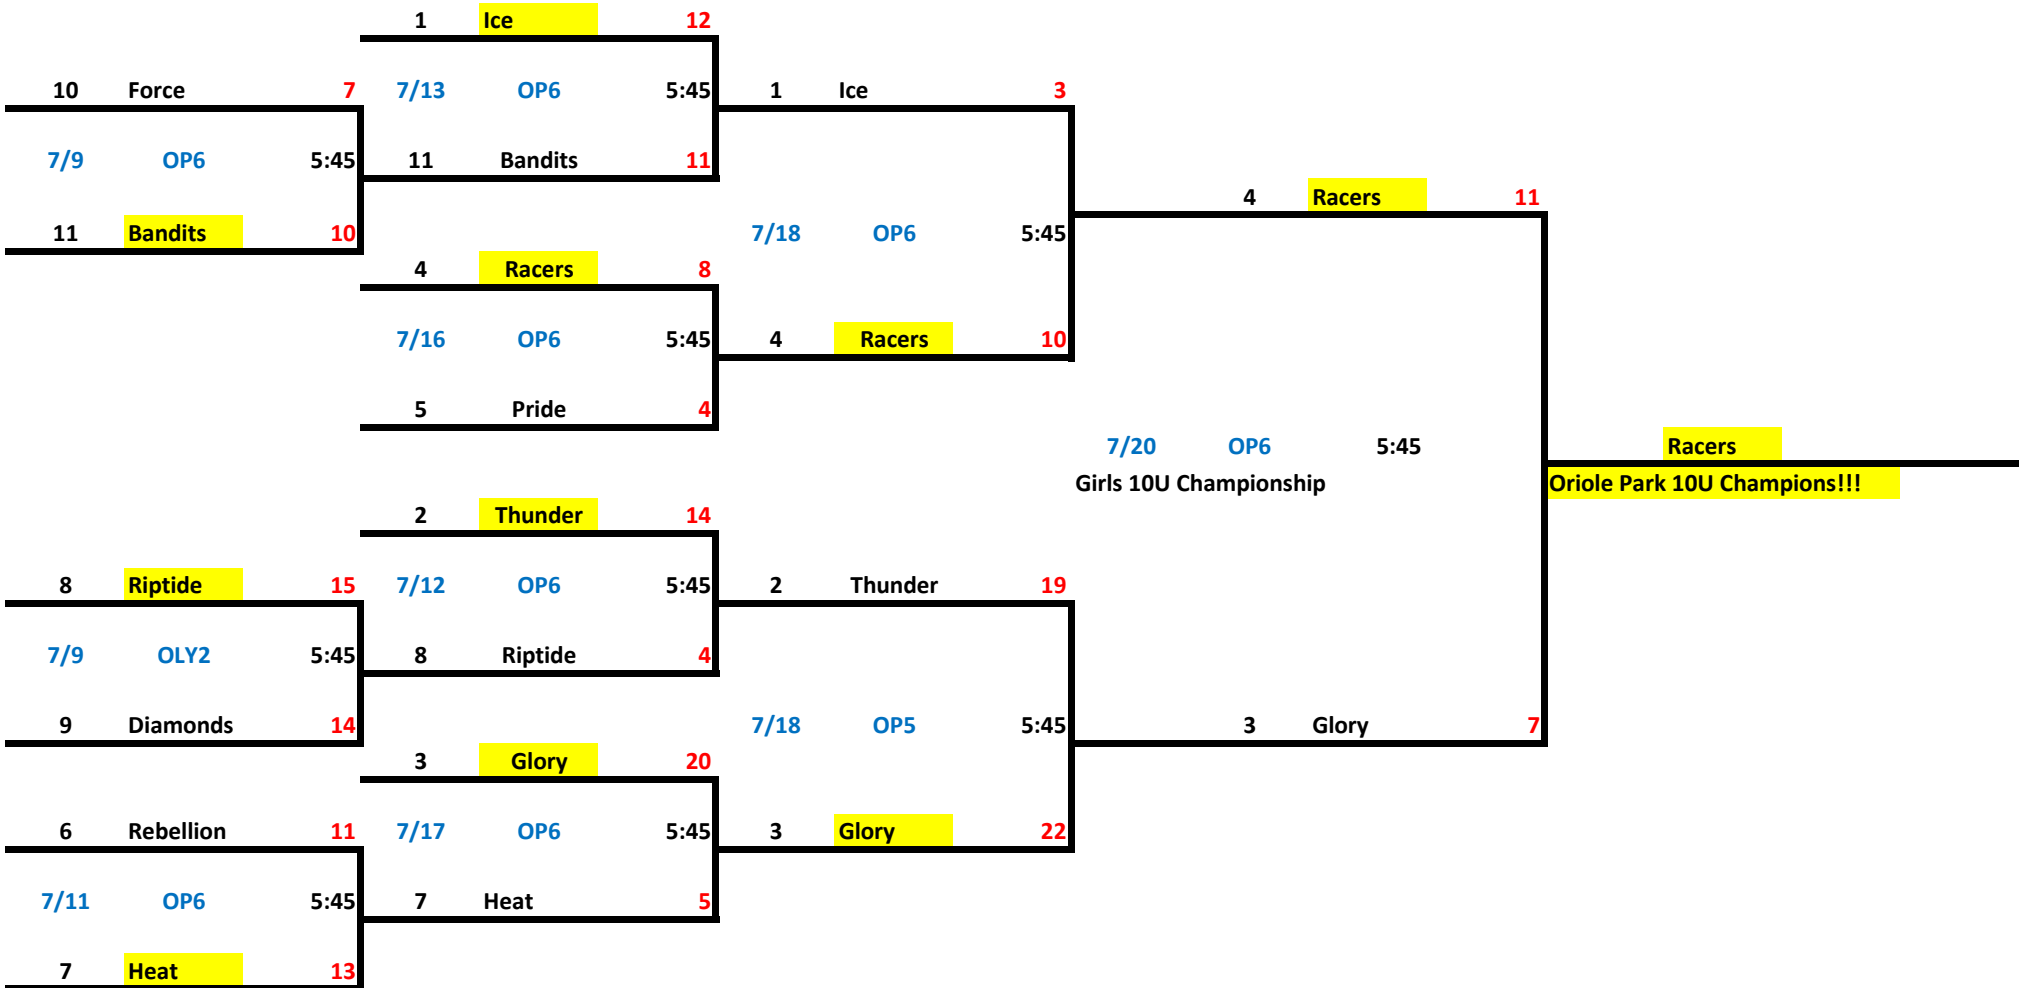 1 Ice 12
10 Force 7 7/13 OP6 5:45 1 Ice 3
7/9 OP6 5:45 11 Bandits 11
4 Racers 11
11 Bandits 10 7/18 OP6 5:45
4 Racers 8
7/16 OP6 5:45 4 Racers 10
5 Pride 4
7/20 OP6 5:45 Racers
Girls 10U Championship Oriole Park 10U Champions!!!
2 Thunder 14
8 Riptide 15 7/12 OP6 5:45 2 Thunder 19
7/9 OLY2 5:45 8 Riptide 4
9 Diamonds 14 7/18 OP5 5:45 3 Glory 7
3 Glory 20
6 Rebellion 11 7/17 OP6 5:45 3 Glory 22
7/11 OP6 5:45 7 Heat 5
7 Heat 13